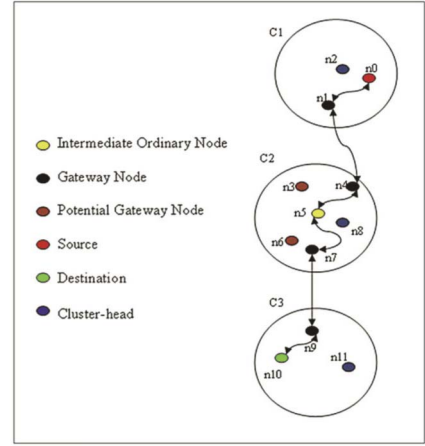 C1
n2
n0
n1
Intermediate Ordinary Node
Gateway Node
Potential Gateway Node
Source
Destination
Cluster-head
C2
n3
n4
n5
n8
n6
n7
C3
n9
n10
n11